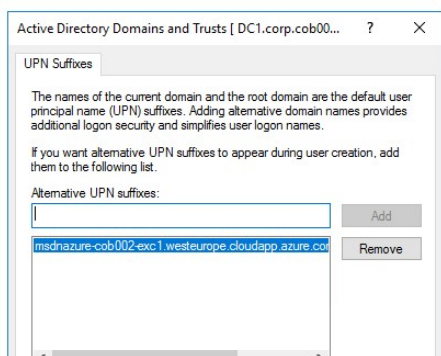 Active Directory Domains and Trusts [ DC1.corp.cob00...
UPN Suffixes
The names of the current domain and the root domain are the default user
principal name (UPN) suffixes. Adding alternative domain names provides
additional logon security and simplifies user logon names.
If you want alternative UPN suffixes to appear during user creation, add
them to the following list.
Alternative UPN suffixes:
Add
msdnazure-cob002-exc1.westeurope.cloudapp.azure.com
Remove